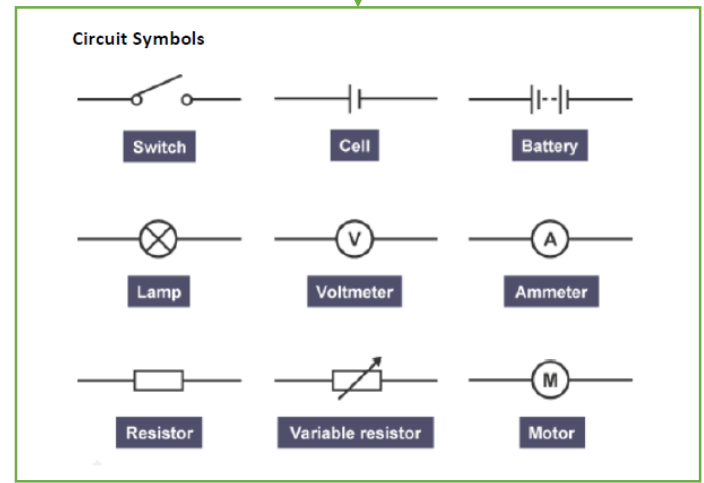 Circuit Symbols
Switch
Cell
Battery
V
A
Lamp
Voltmeter
Ammeter
M
Resistor
Variable resistor
Motor